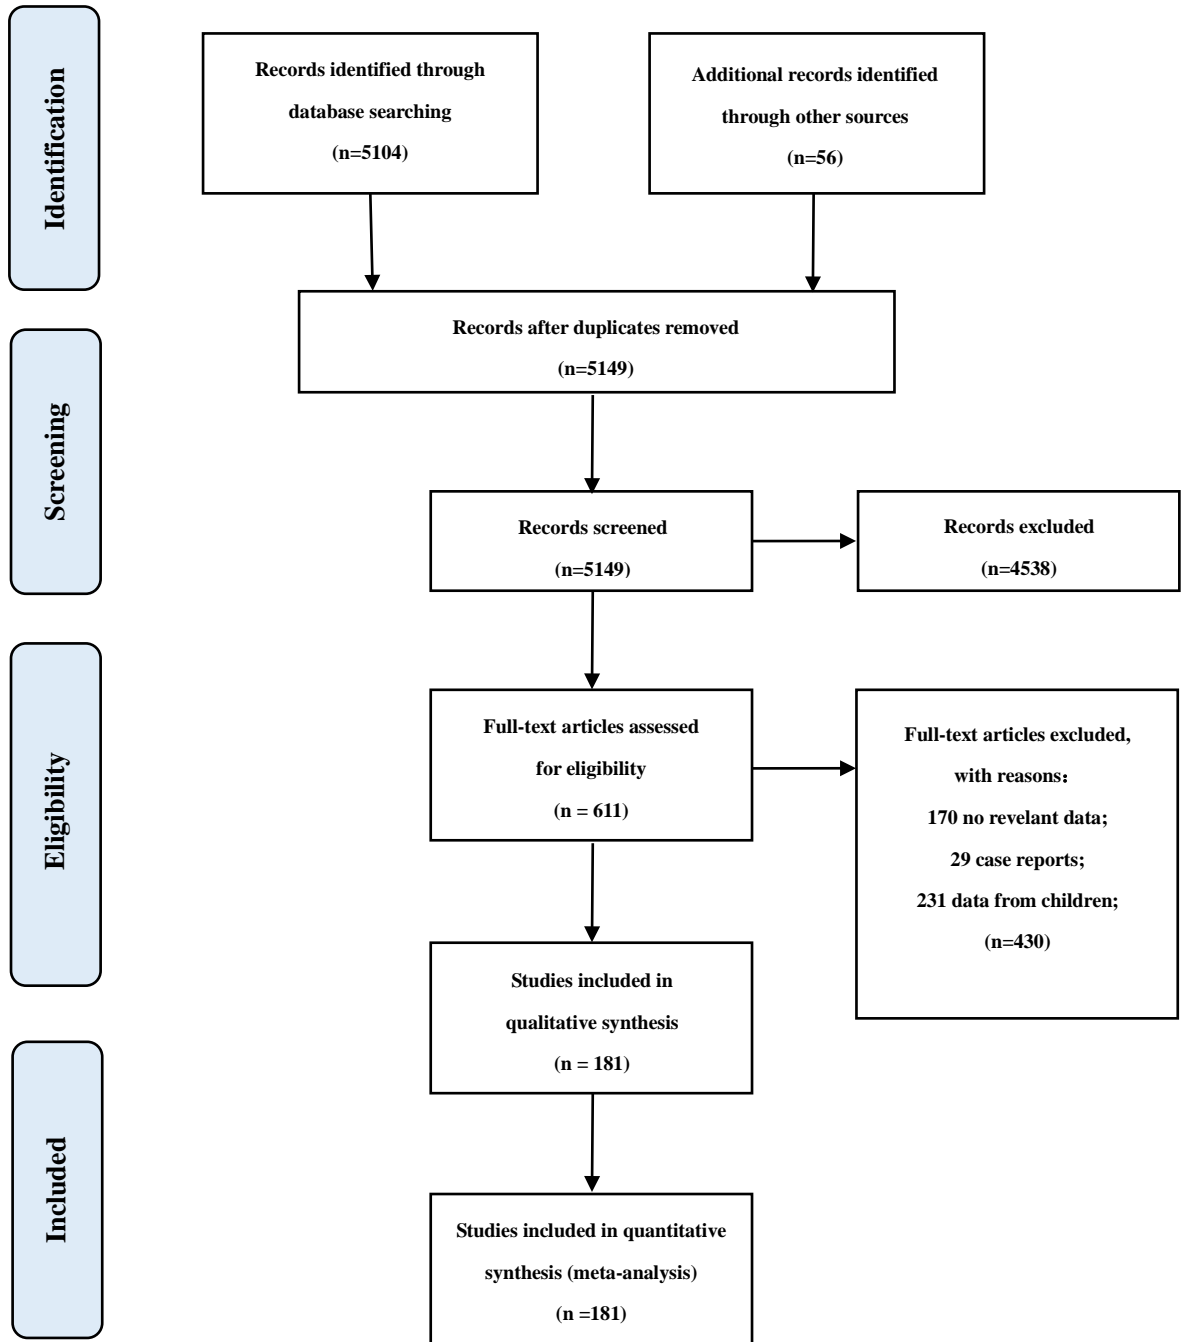 Identification
Records identified through
database searching
(n=5104)
Additional records identified
through other sources
(n=56)
Records after duplicates removed
(n=5149)
Screening
Records screened
(n=5149)
Records excluded
(n=4538)
Eligibility
Full-text articles assessed
for eligibility
(n = 611)
Full-text articles excluded,
with reasons：
170 no revelant data;
29 case reports;
231 data from children;
(n=430)
Studies included in
qualitative synthesis
(n = 181)
Included
Studies included in quantitative
synthesis (meta-analysis)
(n =181)